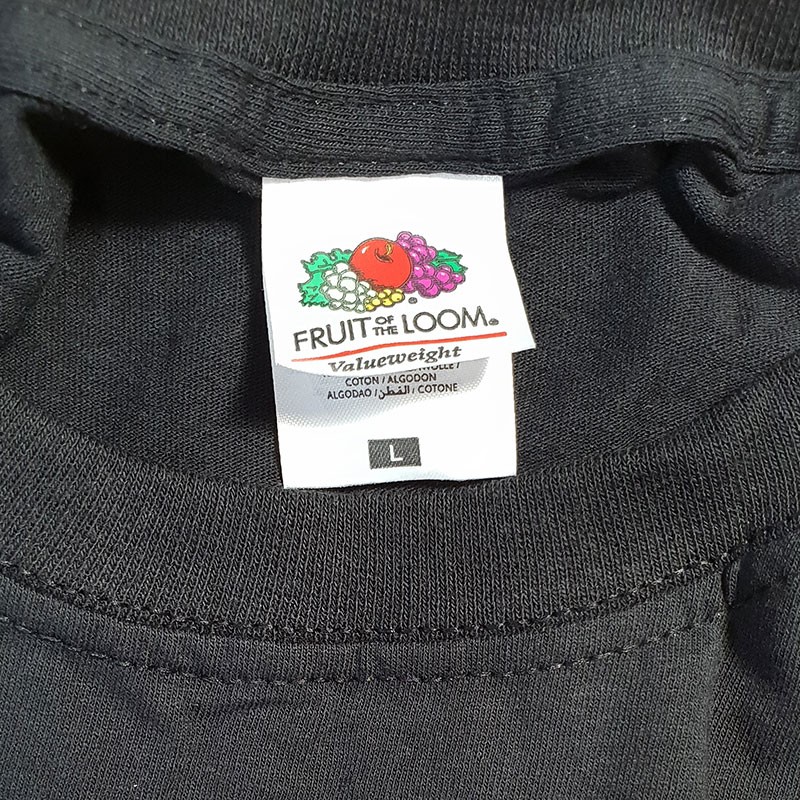 FRUIT OF THE LOOM®
Valueweight
COTON / ALGODON
ALGODAO / القطن / COTONE
L